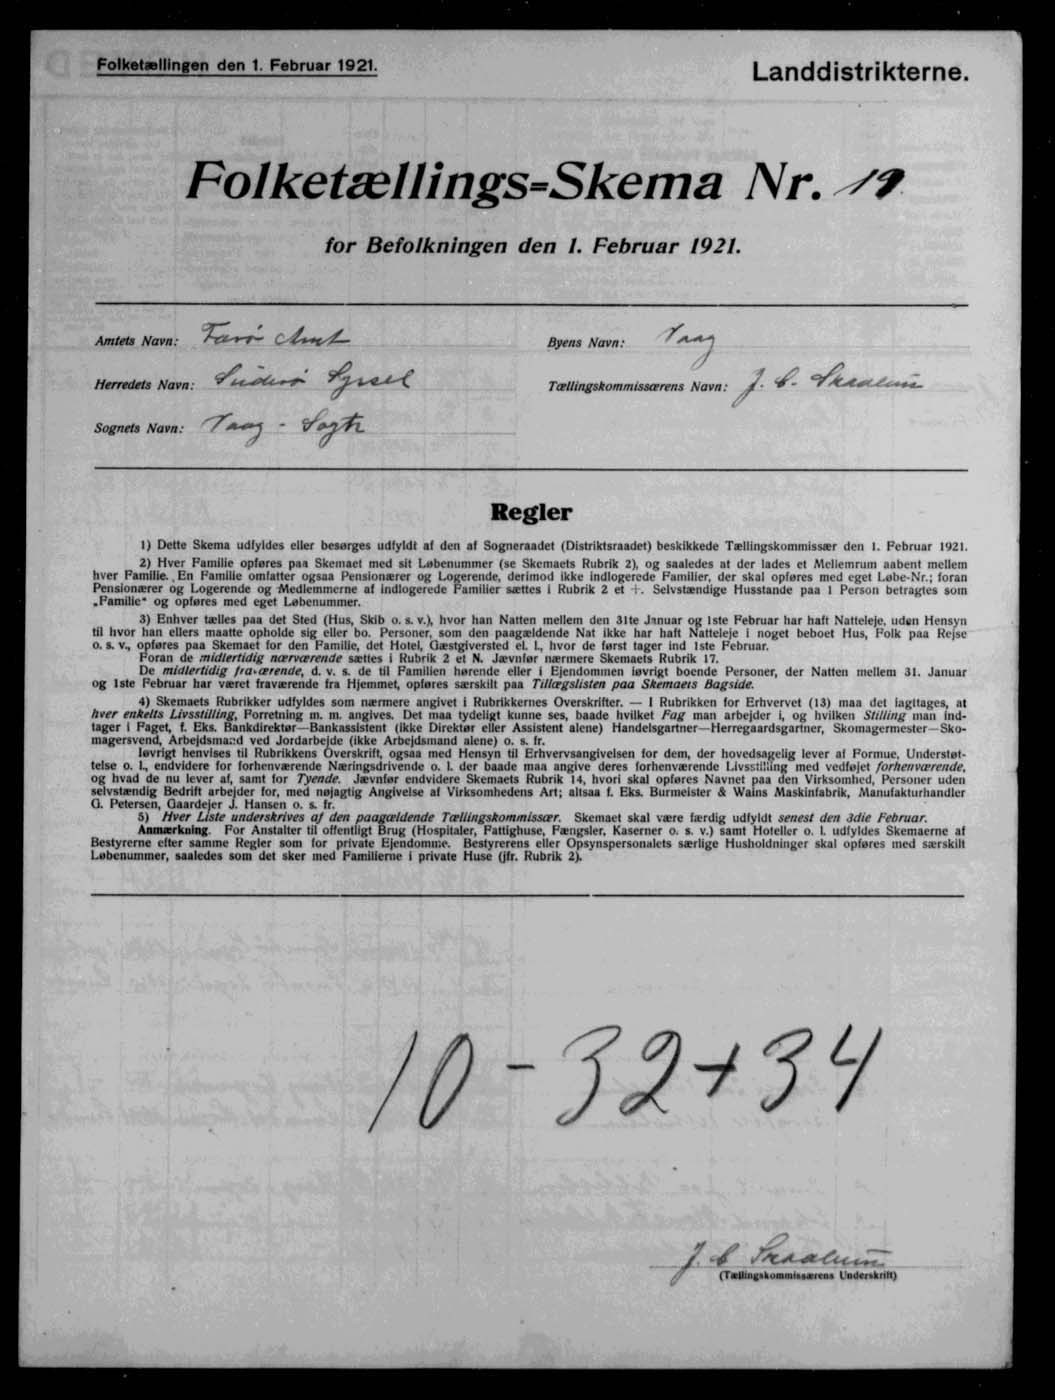 Folketællingen den 1. Februar 1921.
Landdistrikterne.
Folketællings-Skema Nr. 19
for Befolkningen den 1. Februar 1921.
Amtets Navn: Færø Amt
Byens Navn: Vaag
Herredets Navn: Suderø Syssel
Tællingskommissærens Navn: J. C. Skaalum
Sognets Navn: Vaag - Sogn
Regler
1) Dette Skema udfyldes eller besørges udfyldt af den af Sogneraadet (Distriktsraadet) beskikkede Tællingskommissær den 1. Februar 1921.
2) Hver Familie opføres paa Skemaet med sit Løbenummer (se Skemaets Rubrik 2), og saaledes at der lades et Mellemrum aabent mellem
hver Familie. En Familie omfatter ogsaa Pensionærer og Logerende, derimod ikke indlogerede Familier, der skal opføres med eget Løbe-Nr.; foran
Pensionærer og Logerende og Medlemmerne af indlogerede Familier sættes i Rubrik 2 et +. Selvstændige Husstande paa 1 Person betragtes som
„Familie“ og opføres med eget Løbenummer.
3) Enhver tælles paa det Sted (Hus, Skib o. s. v.), hvor han Natten mellem den 31te Januar og 1ste Februar har haft Natteleje, uden Hensyn
til hvor han ellers maatte opholde sig eller bo. Personer, som den paagældende Nat ikke har haft Natteleje i noget beboet Hus, Folk paa Rejse
o. s. v., opføres paa Skemaet for den Familie, det Hotel, Gæstgiversted el. l., hvor de først tager ind 1ste Februar.
Foran de midlertidig nærværende sættes i Rubrik 2 et N. Jævnfør nærmere Skemaets Rubrik 17.
De midlertidig fraværende, d. v. s. de til Familien hørende eller i Ejendommen iøvrigt boende Personer, der Natten mellem 31. Januar
og 1ste Februar har været fraværende fra Hjemmet, opføres særskilt paa Tillægslisten paa Skemaets Bagside.
4) Skemaets Rubrikker udfyldes som nærmere angivet i Rubrikkernes Overskrifter. — I Rubrikken for Erhvervet (13) maa det iagttages, at
hver enkelts Livsstilling, Forretning m. m. angives. Det maa tydeligt kunne ses, baade hvilket Fag man arbejder i, og hvilken Stilling man ind-
tager i Faget, f. Eks. Bankdirektør—Bankassistent (ikke Direktør eller Assistent alene) Handelsgartner—Herregaardsgartner, Skomagermester—Sko-
magersvend, Arbejdsmand ved Jordarbejde (ikke Arbejdsmand alene) o. s. fr.
Iøvrigt henvises til Rubrikkens Overskrift, ogsaa med Hensyn til Erhvervsangivelsen for dem, der hovedsagelig lever af Formue, Understøt-
telse o. l., endvidere for forhenværende Næringsdrivende o. l. der baade maa angive deres forhenværende Livsstilling med vedføjet forhenværende,
og hvad de nu lever af, samt for Tyende. Jævnfør endvidere Skemaets Rubrik 14, hvori skal opføres Navnet paa den Virksomhed, Personer uden
selvstændig Bedrift arbejder for, med nøjagtig Angivelse af Virksomhedens Art; altsaa f. Eks. Burmeister & Wains Maskinfabrik, Manufakturhandler
G. Petersen, Gaardejer J. Hansen o. s. fr.
5) Hver Liste underskrives af den paagældende Tællingskommissær. Skemaet skal være færdig udfyldt senest den 3die Februar.
Anmærkning. For Anstalter til offentligt Brug (Hospitaler, Fattighuse, Fængsler, Kaserner o. s. v.) samt Hoteller o. l. udfyldes Skemaerne af
Bestyrerne efter samme Regler som for private Ejendomme. Bestyrerens eller Opsynspersonalets særlige Husholdninger skal opføres med særskilt
Løbenummer, saaledes som det sker med Familierne i private Huse (jfr. Rubrik 2).
10 - 32 + 34
J. C Skaalum
(Tællingskommissærens Underskrift)